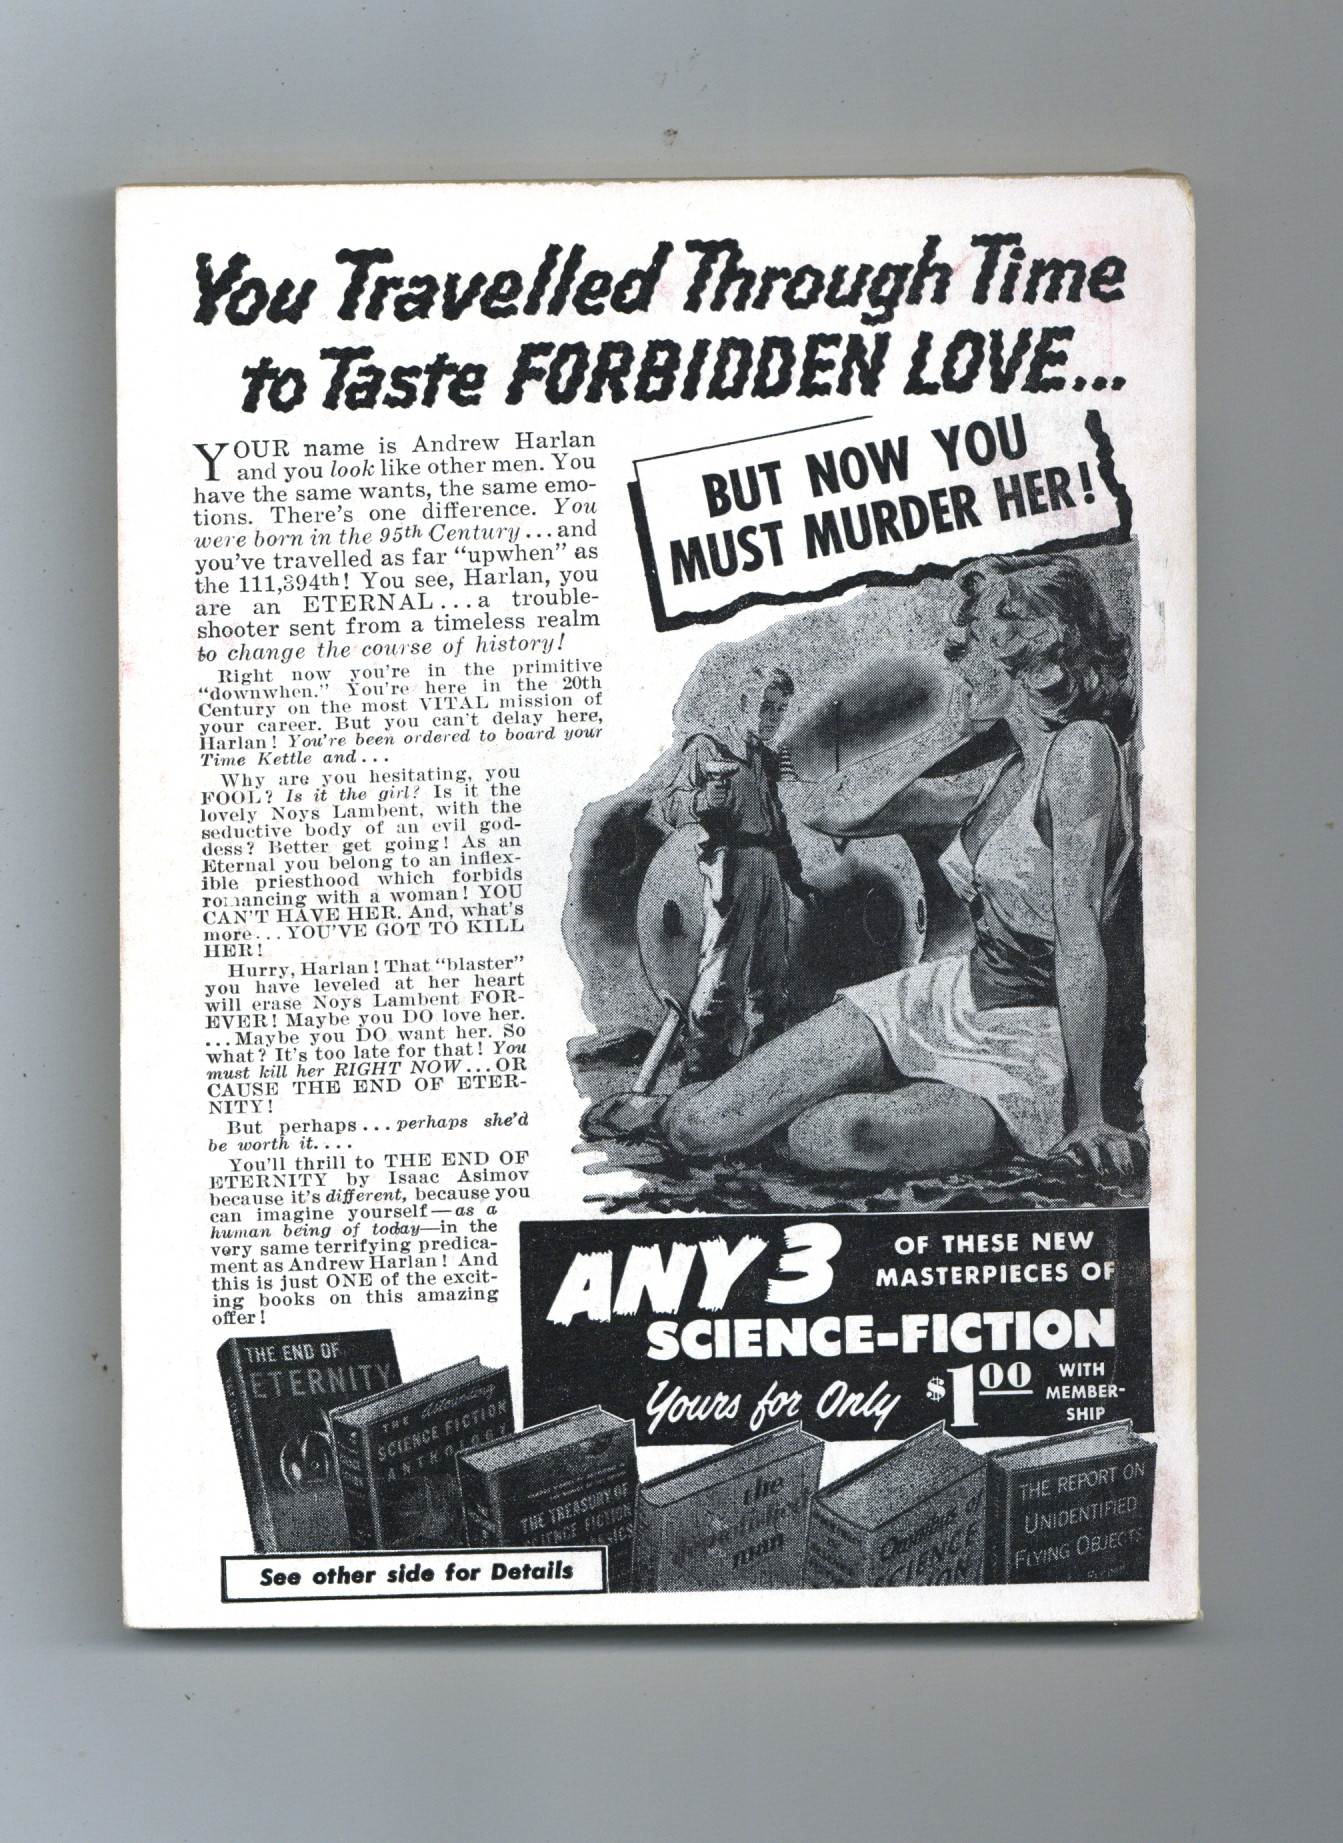 You Travelled Through Time
to Taste FORBIDDEN LOVE...
BUT NOW YOU
MUST MURDER HER!
YOUR name is Andrew Harlan
and you look like other men. You
have the same wants, the same emo-
tions. There's one difference. You
were born in the 95th Century...and
you've travelled as far "upwhen" as
the 111,394th! You see, Harlan, you
are an ETERNAL...a trouble-
shooter sent from a timeless realm
to change the course of history!
Right now you're in the primitive
"downwhen." You're here in the 20th
Century on the most VITAL mission of
your career. But you can't delay here,
Harlan! You're been ordered to board your
Time Kettle and...
Why are you hesitating, you
FOOL? Is it the girl? Is it the
lovely Noys Lambent, with the
seductive body of an evil god-
dess? Better get going! As an
Eternal you belong to an inflex-
ible priesthood which forbids
romancing with a woman! YOU
CAN'T HAVE HER. And, what's
more...YOU'VE GOT TO KILL
HER!
Hurry, Harlan! That "blaster"
you have leveled at her heart
will erase Noys Lambent FOR-
EVER! Maybe you DO love her.
...Maybe you DO want her. So
what? It's too late for that! You
must kill her RIGHT NOW...OR
CAUSE THE END OF ETER-
NITY!
But perhaps...perhaps she'd
be worth it....
You'll thrill to THE END OF
ETERNITY by Isaac Asimov
because it's different, because you
can imagine yourself—as a
human being of today—in the
very same terrifying predica-
ment as Andrew Harlan! And
this is just ONE of the excit-
ing books on this amazing
offer!
ANY 3
OF THESE NEW
MASTERPIECES OF
SCIENCE-FICTION
Yours for Only $1.00
WITH
MEMBER-
SHIP
THE END OF
ETERNITY
THE Astounding
SCIENCE FICTION
ANTHOLOGY
THE TREASURY OF
SCIENCE FICTION
the
demolished
man
Omnibus of
SCIENCE
THE REPORT ON
UNIDENTIFIED
FLYING OBJECTS
See other side for Details